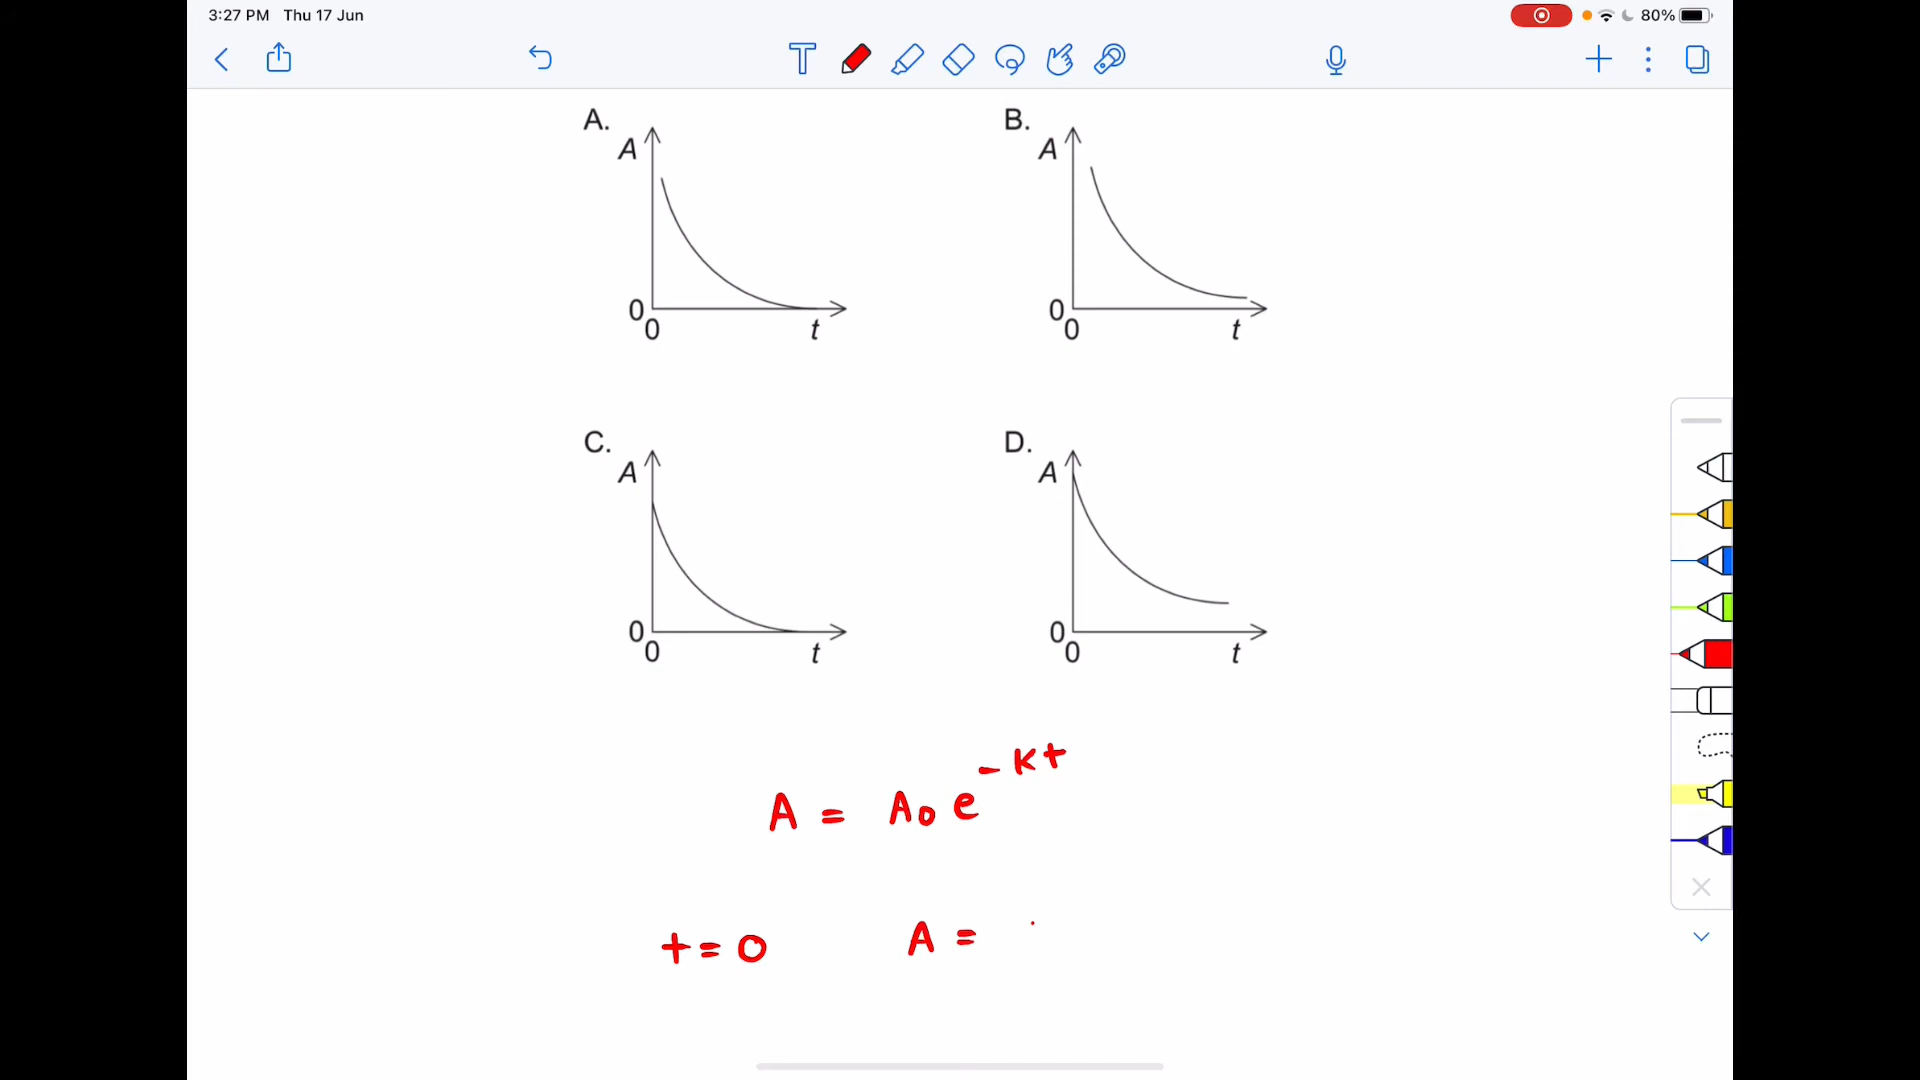 3:27 PM Thu 17 Jun
80%
A. B.
A A
0 0
0 t 0 t
C. D.
A A
0 0
0 t 0 t
A = A₀ e^(-Kt)
t = 0 A =